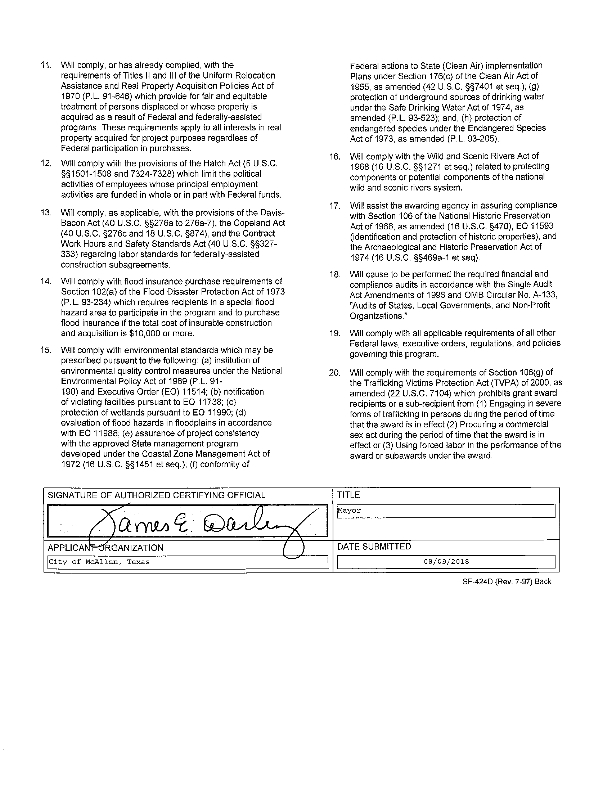 11. Will comply, or has already complied, with the
requirements of Titles II and III of the Uniform Relocation
Assistance and Real Property Acquisition Policies Act of
1970 (P.L. 91-646) which provide for fair and equitable
treatment of persons displaced or whose property is
acquired as a result of Federal and federally-assisted
programs. These requirements apply to all interests in real
property acquired for project purposes regardless of
Federal participation in purchases.
12. Will comply with the provisions of the Hatch Act (5 U.S.C.
§§1501-1508 and 7324-7328) which limit the political
activities of employees whose principal employment
activities are funded in whole or in part with Federal funds.
13. Will comply, as applicable, with the provisions of the Davis-
Bacon Act (40 U.S.C. §§276a to 276a-7), the Copeland Act
(40 U.S.C. §276c and 18 U.S.C. §874), and the Contract
Work Hours and Safety Standards Act (40 U.S.C. §§327-
333) regarding labor standards for federally-assisted
construction subagreements.
14. Will comply with flood insurance purchase requirements of
Section 102(a) of the Flood Disaster Protection Act of 1973
(P.L. 93-234) which requires recipients in a special flood
hazard area to participate in the program and to purchase
flood insurance if the total cost of insurable construction
and acquisition is $10,000 or more.
15. Will comply with environmental standards which may be
prescribed pursuant to the following: (a) institution of
environmental quality control measures under the National
Environmental Policy Act of 1969 (P.L. 91-
190) and Executive Order (EO) 11514; (b) notification
of violating facilities pursuant to EO 11738; (c)
protection of wetlands pursuant to EO 11990; (d)
evaluation of flood hazards in floodplains in accordance
with EO 11988; (e) assurance of project consistency
with the approved State management program
developed under the Coastal Zone Management Act of
1972 (16 U.S.C. §§1451 et seq.); (f) conformity of
Federal actions to State (Clean Air) implementation
Plans under Section 176(c) of the Clean Air Act of
1955, as amended (42 U.S.C. §§7401 et seq.); (g)
protection of underground sources of drinking water
under the Safe Drinking Water Act of 1974, as
amended (P.L. 93-523); and, (h) protection of
endangered species under the Endangered Species
Act of 1973, as amended (P.L. 93-205).
16. Will comply with the Wild and Scenic Rivers Act of
1968 (16 U.S.C. §§1271 et seq.) related to protecting
components or potential components of the national
wild and scenic rivers system.
17. Will assist the awarding agency in assuring compliance
with Section 106 of the National Historic Preservation
Act of 1966, as amended (16 U.S.C. §470), EO 11593
(identification and protection of historic properties), and
the Archaeological and Historic Preservation Act of
1974 (16 U.S.C. §§469a-1 et seq).
18. Will cause to be performed the required financial and
compliance audits in accordance with the Single Audit
Act Amendments of 1996 and OMB Circular No. A-133,
"Audits of States, Local Governments, and Non-Profit
Organizations."
19. Will comply with all applicable requirements of all other
Federal laws, executive orders, regulations, and policies
governing this program.
20. Will comply with the requirements of Section 106(g) of
the Trafficking Victims Protection Act (TVPA) of 2000, as
amended (22 U.S.C. 7104) which prohibits grant award
recipients or a sub-recipient from (1) Engaging in severe
forms of trafficking in persons during the period of time
that the award is in effect (2) Procuring a commercial
sex act during the period of time that the award is in
effect or (3) Using forced labor in the performance of the
award or subawards under the award.
SIGNATURE OF AUTHORIZED CERTIFYING OFFICIAL
James E. Darling
TITLE
Mayor
APPLICANT ORGANIZATION
City of McAllen, Texas
DATE SUBMITTED
08/09/2018
SF-424D (Rev. 7-97) Back